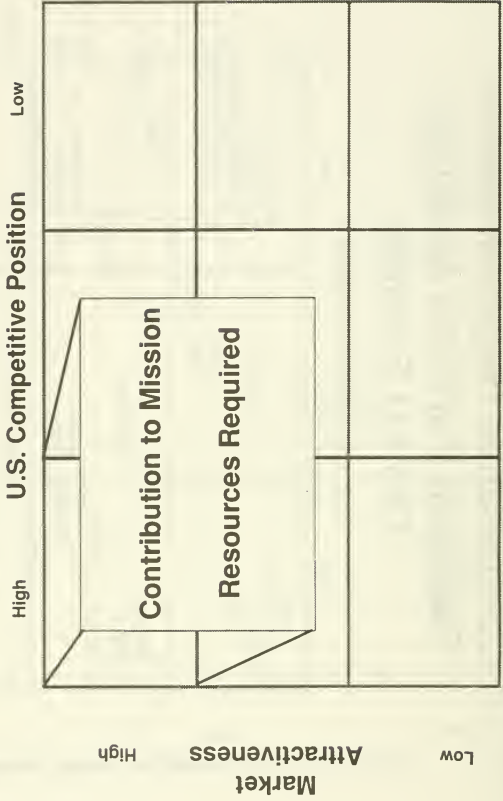 U.S. Competitive Position
High
Low
Market
Attractiveness
High
Low
Contribution to Mission
Resources Required